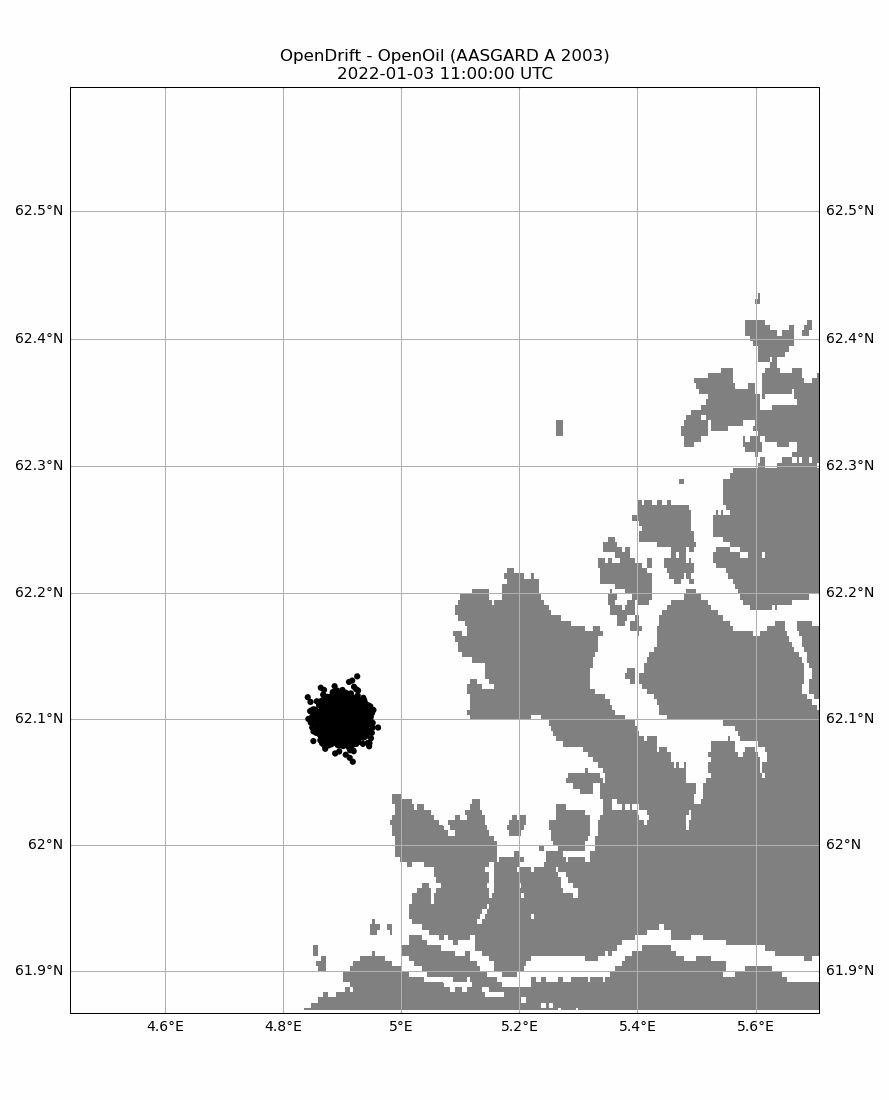 OpenDrift - OpenOil (AASGARD A 2003)
2022-01-03 11:00:00 UTC
62.5°N 62.5°N
62.4°N 62.4°N
62.3°N 62.3°N
62.2°N 62.2°N
62.1°N 62.1°N
62°N 62°N
61.9°N 61.9°N
4.6°E 4.8°E 5°E 5.2°E 5.4°E 5.6°E